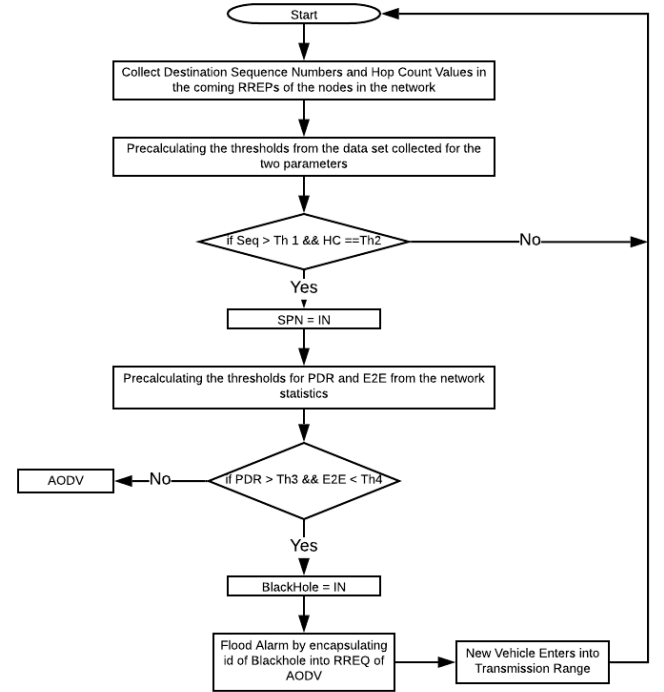 Start
Collect Destination Sequence Numbers and Hop Count Values in
the coming RREPs of the nodes in the network
Precalculating the thresholds from the data set collected for the
two parameters
if Seq > Th 1 && HC ==Th2
No
Yes
SPN = IN
Precalculating the thresholds for PDR and E2E from the network
statistics
if PDR > Th3 && E2E < Th4
No
AODV
Yes
BlackHole = IN
Flood Alarm by encapsulating
id of Blackhole into RREQ of
AODV
New Vehicle Enters into
Transmission Range